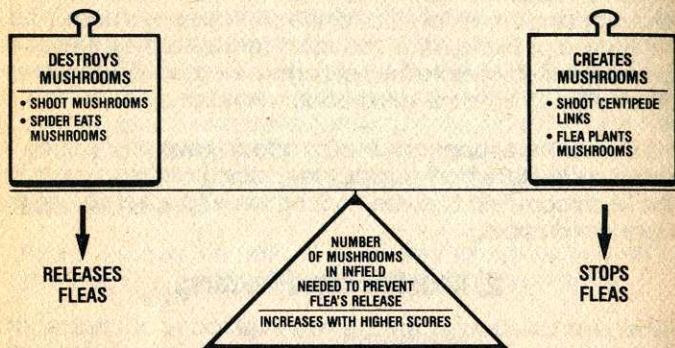 DESTROYS
MUSHROOMS
• SHOOT MUSHROOMS
• SPIDER EATS
MUSHROOMS
CREATES
MUSHROOMS
• SHOOT CENTIPEDE
LINKS
• FLEA PLANTS
MUSHROOMS
RELEASES
FLEAS
NUMBER
OF MUSHROOMS
IN INFIELD
NEEDED TO PREVENT
FLEA'S RELEASE
INCREASES WITH HIGHER SCORES
STOPS
FLEAS